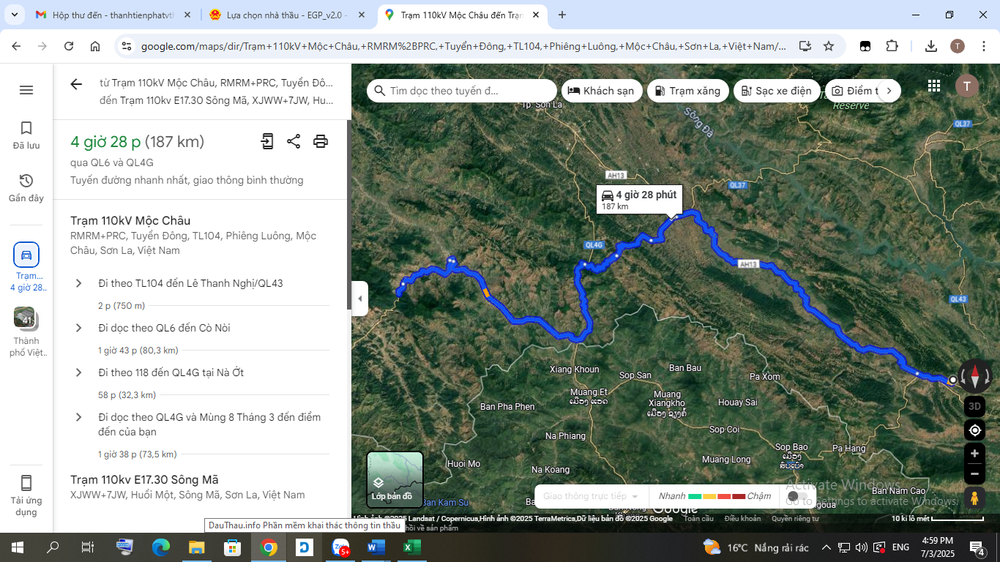 Hộp thư đến - thanhtienphatvtt
Lựa chọn nhà thầu - EGP_v2.0 -
Trạm 110kV Mộc Châu đến Trạm
google.com/maps/dir/Trạm+110kV+Mộc+Châu,+RMRM%2BPRC,+Tuyển+Đông,+TL104,+Phiêng+Luông,+Mộc+Châu,+Sơn+La,+Việt+Nam/...
T
Đã lưu
Gần đây
Trạm...
4 giờ 28..
41
Thành
phố Việt..
Tải ứng
dụng
từ Trạm 110kV Mộc Châu, RMRM+PRC, Tuyển Đô...
đến Trạm 110kv E17.30 Sông Mã, XJWW+7JW, Hu...
4 giờ 28 p (187 km)
qua QL6 và QL4G
Tuyến đường nhanh nhất, giao thông bình thường
Trạm 110kV Mộc Châu
RMRM+PRC, Tuyển Đông, TL104, Phiêng Luông, Mộc
Châu, Sơn La, Việt Nam
Đi theo TL104 đến Lê Thanh Nghị/QL43
2 p (750 m)
Đi dọc theo QL6 đến Cò Nòi
1 giờ 43 p (80,3 km)
Đi theo 118 đến QL4G tại Nà Ớt
58 p (32,3 km)
Đi dọc theo QL4G và Mùng 8 Tháng 3 đến điểm
đến của bạn
1 giờ 38 p (73,5 km)
Trạm 110kv E17.30 Sông Mã
XJWW+7JW, Huổi Một, Sông Mã, Sơn La, Việt Nam
DauThau.info Phần mềm khai thác thông tin thầu
Tìm dọc theo tuyến đ...
Khách sạn
Trạm xăng
Sạc xe điện
Điểm t
T
Reserve
Tp. Sơn La
Sông Đà
QL37
AH13
QL37
4 giờ 28 phút
187 km
QL4G
AH13
QL43
Xiang Khoun
Ban Bau
Sop San
Pa Xom
Muang Et
ເມືອງ ແອດ
Muang
Xiangkho
ເມືອງ ຊຽງຄໍ້
Houay Sai
Ban Pha Phen
Sop Coi
Na Phiang
Sop Bao
ເມືອງ
ສົບເບົາ
Pa Hang
Muang Long
Huoi Mo
Na Koang
Ban Nam Cao
Ban Kam Su
3D
Lớp bản đồ
Giao thông trực tiếp
Nhanh
Chậm
Google
Activate Windows
Go to Settings to activate Windows.
Hình ảnh ©2025 Landsat / Copernicus,Hình ảnh ©2025 TerraMetrics,Dữ liệu bản đồ ©2025 Google
Toàn cầu
Điều khoản
Quyền riêng tư
hồi về sản phẩm
10 ki lô mét
5+
16°C Nắng rải rác
ENG
4:59 PM
7/3/2025
4